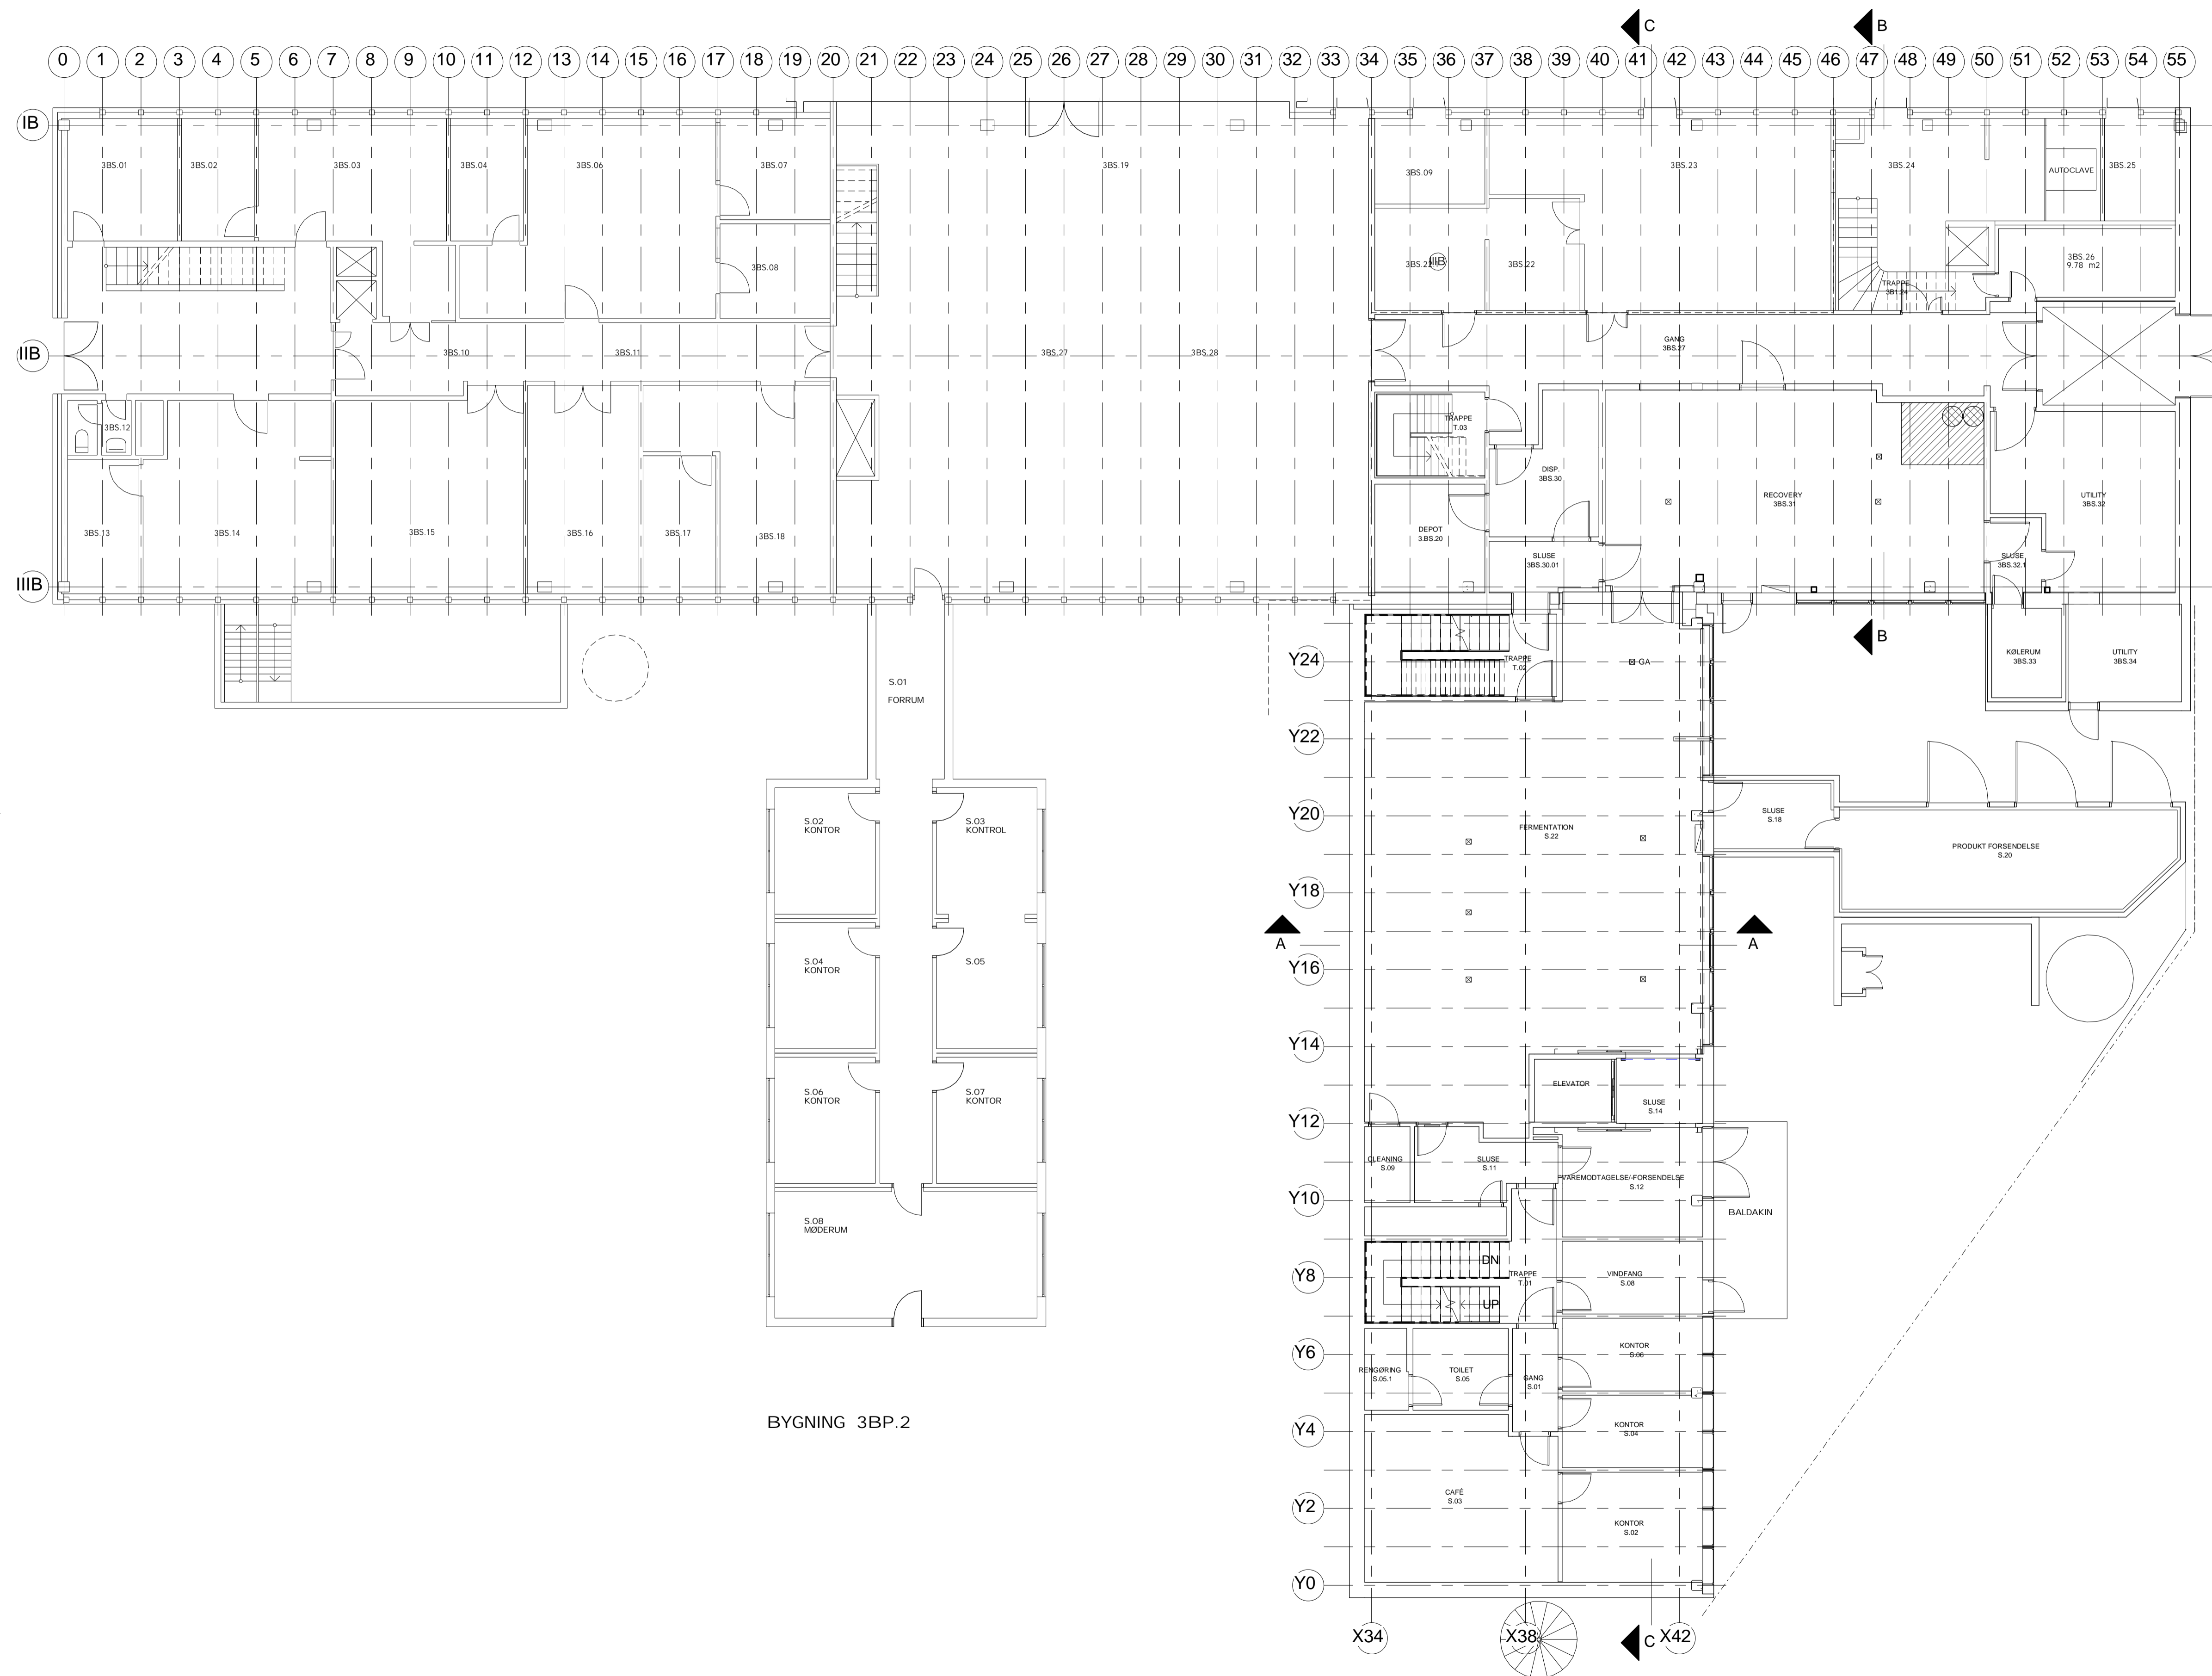 C
B
0 1 2 3 4 5 6 7 8 9 10 11 12 13 14 15 16 17 18 19 20 21 22 23 24 25 26 27 28 29 30 31 32 33 34 35 36 37 38 39 40 41 42 43 44 45 46 47 48 49 50 51 52 53 54 55
IB
3BS.01
3BS.02
3BS.03
3BS.04
3BS.06
3BS.07
3BS.19
3BS.09
3BS.23
3BS.24
AUTOCLAVE
3BS.25
3BS.08
3BS.22
IIIB
3BS.22
3BS.26
9.78 m2
TRAPPE
3B1.24
IIB
3BS.10
3BS.11
3BS.27
3BS.28
GANG
3BS.27
3BS.12
TRAPPE
T.03
DISP.
3BS.30
RECOVERY
3BS.31
UTILITY
3BS.32
3BS.13
3BS.14
3BS.15
3BS.16
3BS.17
3BS.18
DEPOT
3.BS.20
SLUSE
3BS.30.01
SLUSE
3BS.32.1
IIIB
B
Y24
TRAPPE
T.02
GA
KØLERUM
3BS.33
UTILITY
3BS.34
S.01
FORRUM
Y22
Y20
S.02
KONTOR
S.03
KONTROL
FERMENTATION
S.22
SLUSE
S.18
PRODUKT FORSENDELSE
S.20
Y18
A
A
S.04
KONTOR
S.05
Y16
Y14
S.06
KONTOR
S.07
KONTOR
ELEVATOR
SLUSE
S.14
Y12
CLEANING
S.09
SLUSE
S.11
VAREMODTAGELSE/-FORSENDELSE
S.12
Y10
BALDAKIN
S.08
MØDERUM
Y8
DN
UP
TRAPPE
T.01
VINDFANG
S.08
Y6
RENGØRING
S.05.1
TOILET
S.05
GANG
S.01
KONTOR
S.06
BYGNING 3BP.2
Y4
KONTOR
S.04
Y2
CAFÉ
S.03
KONTOR
S.02
Y0
X34
X38
C
X42